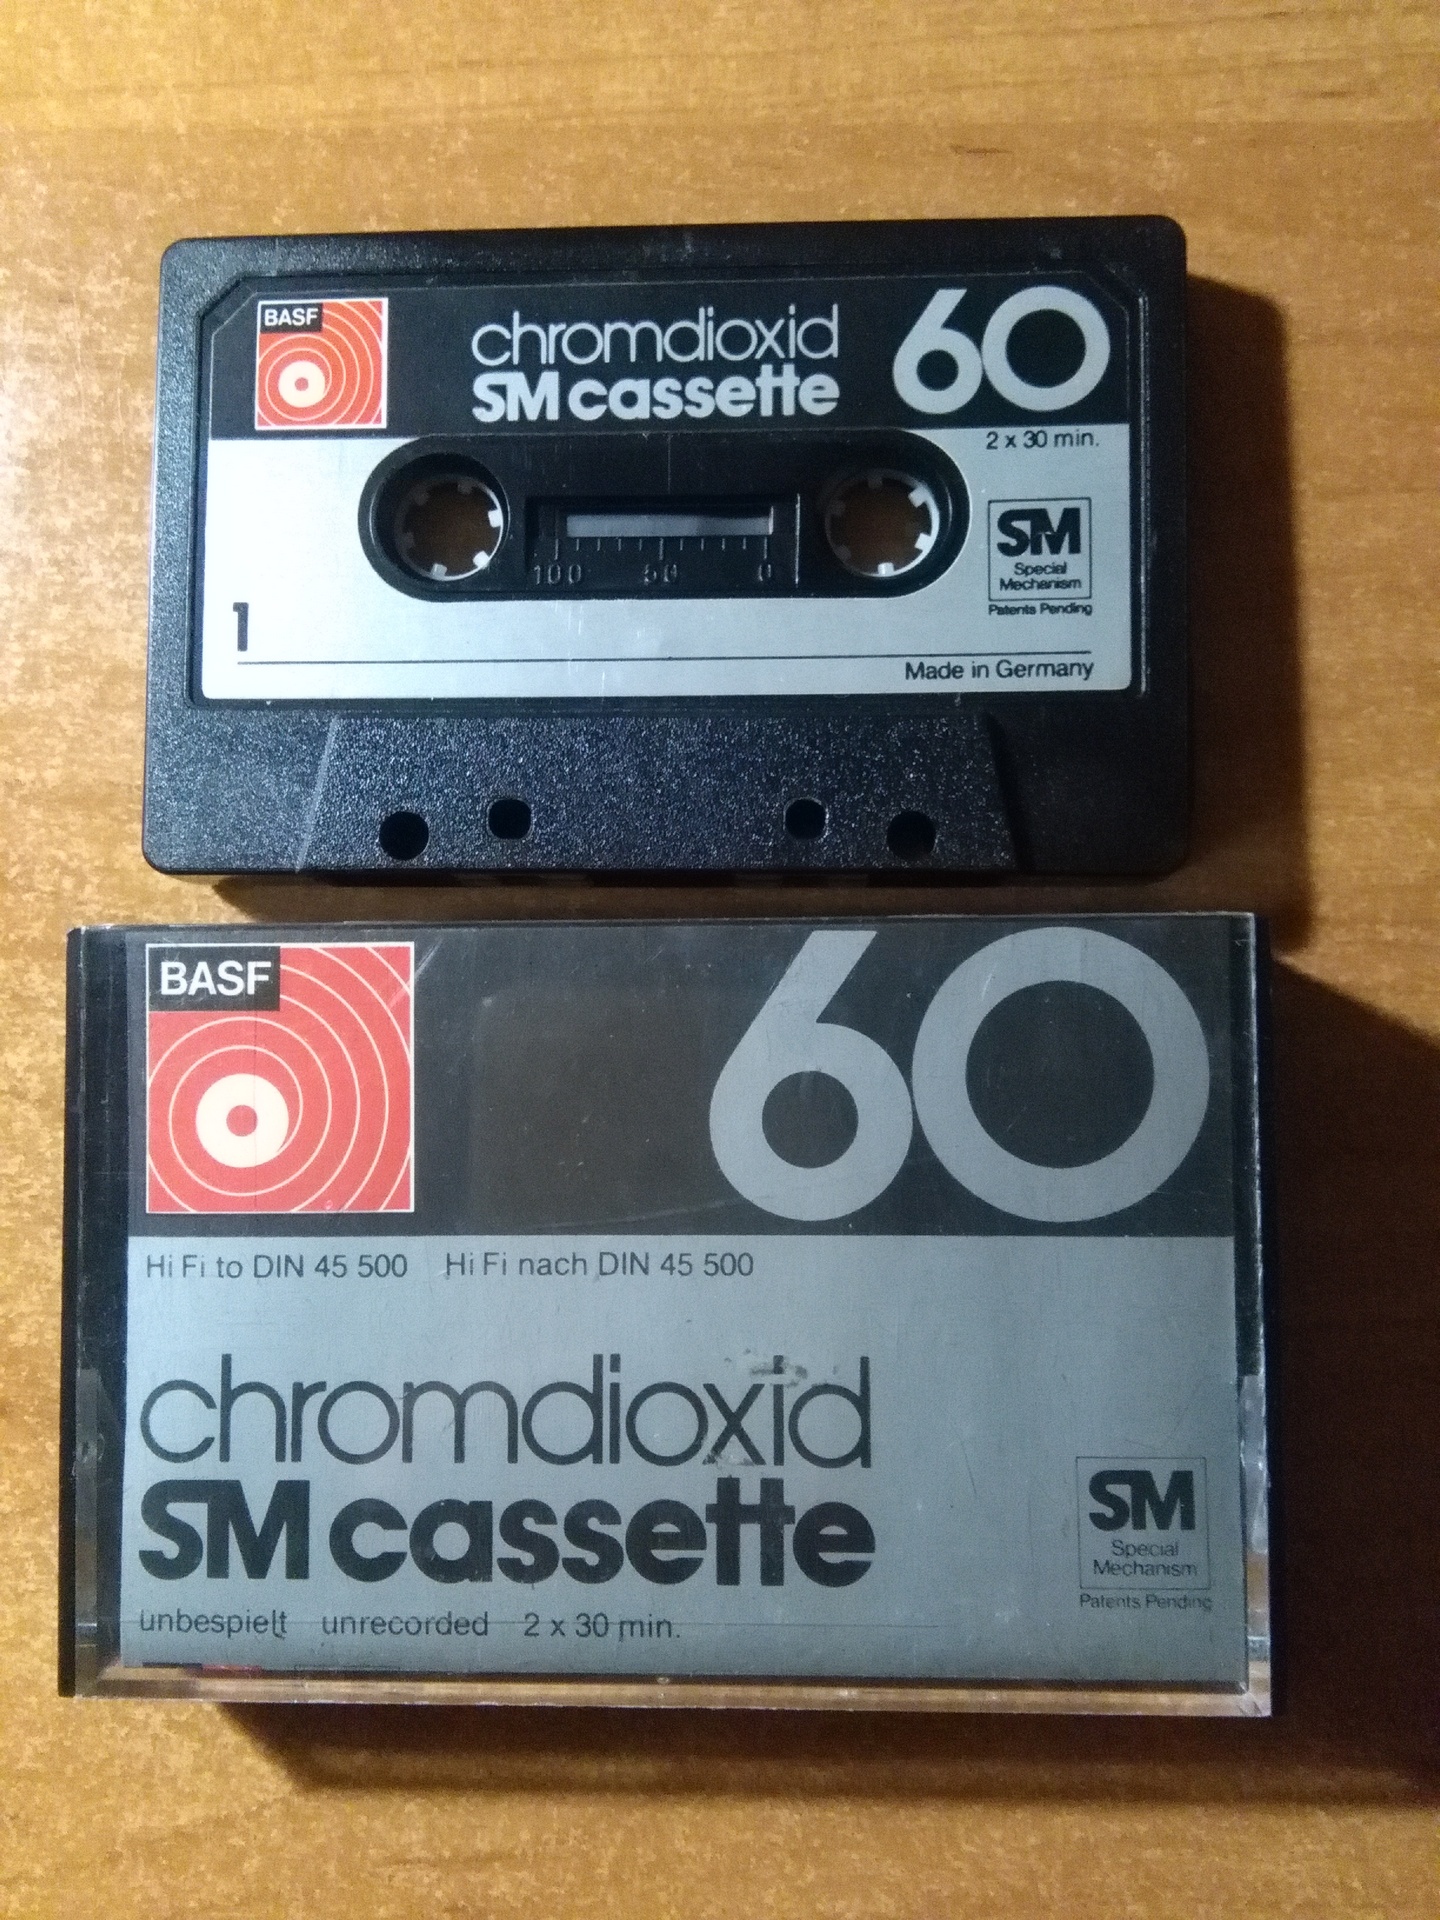 BASF
chromdioxid
SM cassette
60
2 x 30 min.
100 50 0
SM
Special
Mechanism
Patents Pending
1
Made in Germany
BASF
60
Hi Fi to DIN 45 500 Hi Fi nach DIN 45 500
chromdioxid
SM cassette
SM
Special
Mechanism
Patents Pending
unbespielt unrecorded 2 x 30 min.